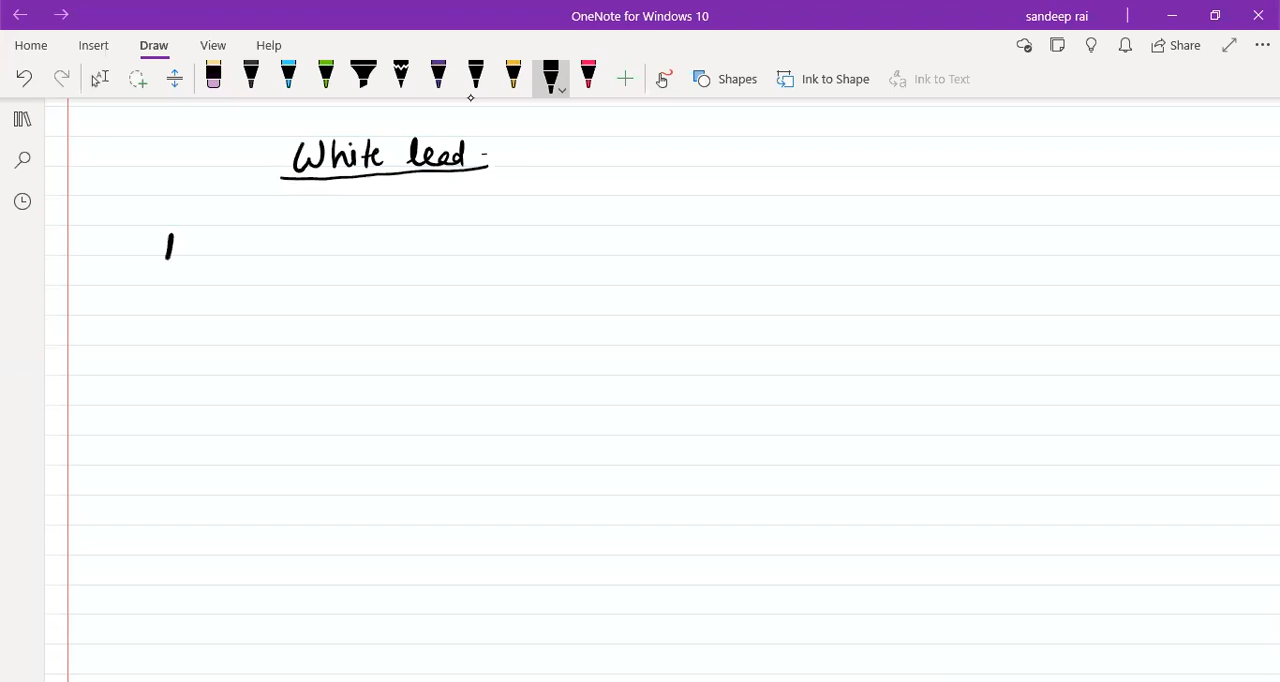 OneNote for Windows 10
sandeep rai
Home Insert Draw View Help
Share
Shapes Ink to Shape Ink to Text
White lead -